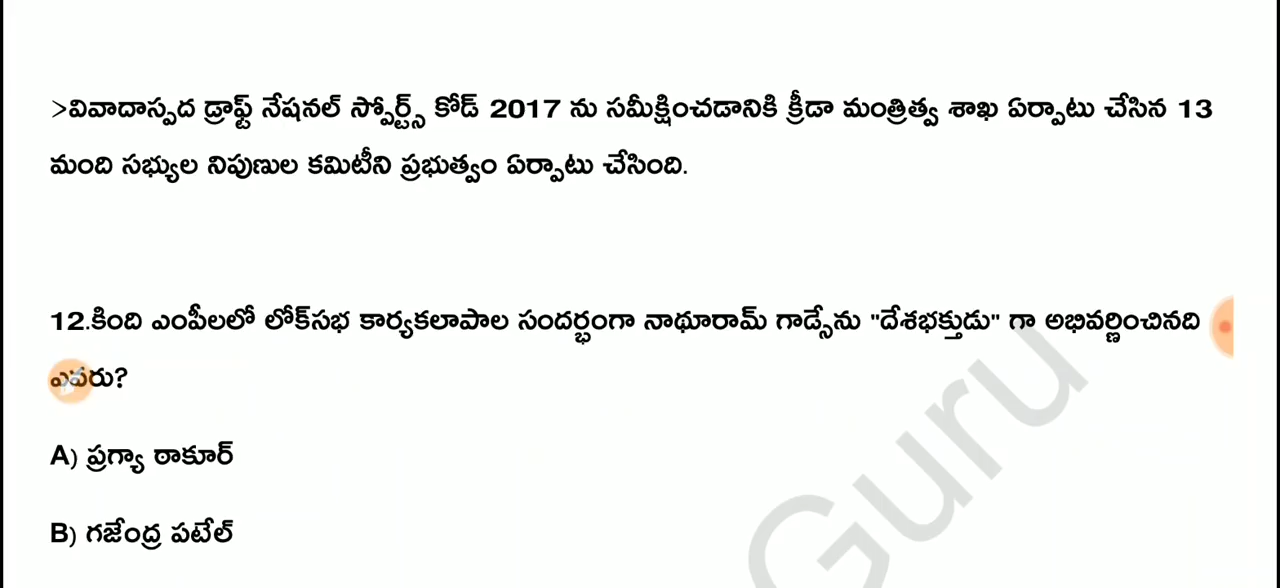 >వివాదాస్పద డ్రాఫ్ట్ నేషనల్ స్పోర్ట్స్ కోడ్ 2017 ను సమీక్షించడానికి క్రీడా మంత్రిత్వ శాఖ ఏర్పాటు చేసిన 13
మంది సభ్యుల నిపుణుల కమిటీని ప్రభుత్వం ఏర్పాటు చేసింది.
12.కింది ఎంపీలలో లోక్‌సభ కార్యకలాపాల సందర్భంగా నాథూరామ్ గాడ్సేను "దేశభక్తుడు" గా అభివర్ణించినది
ఎవరు?
A) ప్రగ్యా ఠాకూర్
B) గజేంద్ర పటేల్
Guru